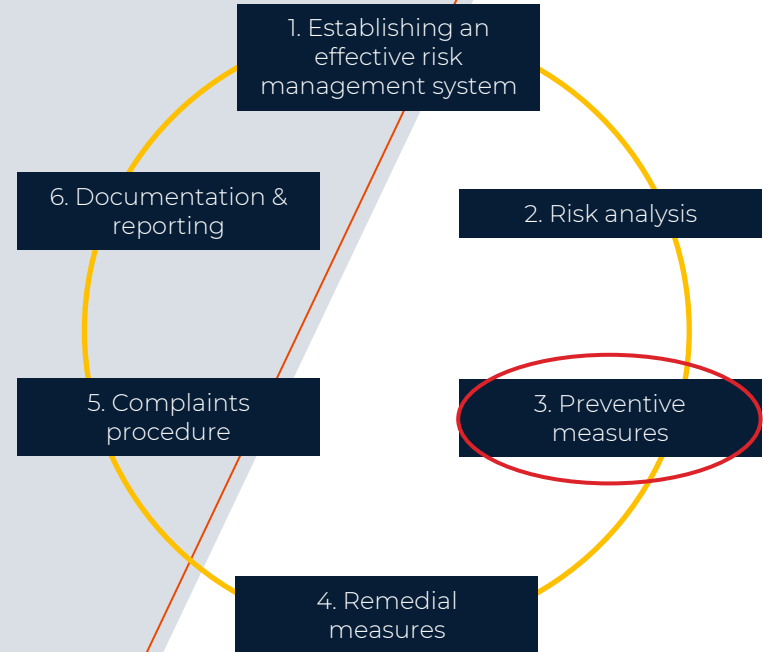 1. Establishing an
effective risk
management system
2. Risk analysis
3. Preventive
measures
4. Remedial
measures
5. Complaints
procedure
6. Documentation &
reporting